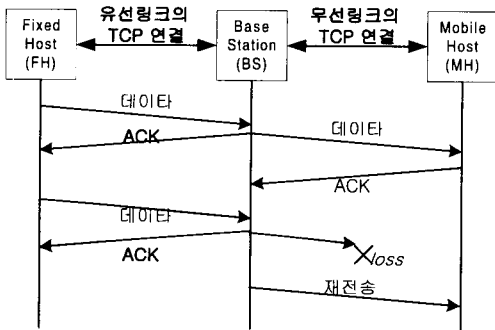 Fixed
Host
(FH)
유선링크의
TCP 연결
Base
Station
(BS)
무선링크의
TCP 연결
Mobile
Host
(MH)
데이타
ACK
데이타
ACK
데이타
ACK
loss
재전송